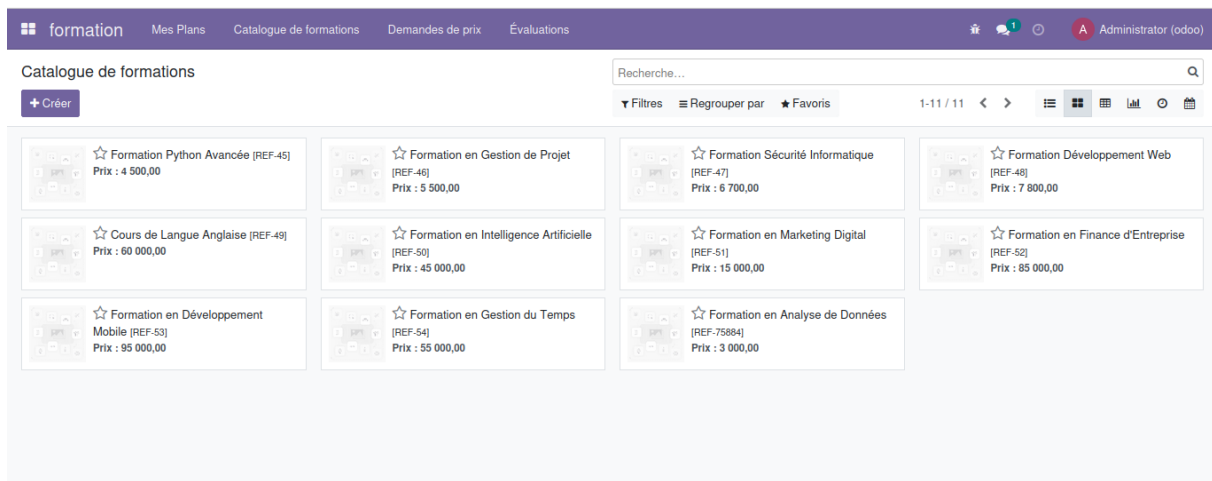 formation Mes Plans Catalogue de formations Demandes de prix Évaluations 1 A Administrator (odoo)
Catalogue de formations
Recherche...
+ Créer
Filtres Regrouper par Favoris 1-11 / 11
Formation Python Avancée [REF-45]
Prix : 4 500,00
Formation en Gestion de Projet
[REF-46]
Prix : 5 500,00
Formation Sécurité Informatique
[REF-47]
Prix : 6 700,00
Formation Développement Web
[REF-48]
Prix : 7 800,00
Cours de Langue Anglaise [REF-49]
Prix : 60 000,00
Formation en Intelligence Artificielle
[REF-50]
Prix : 45 000,00
Formation en Marketing Digital
[REF-51]
Prix : 15 000,00
Formation en Finance d'Entreprise
[REF-52]
Prix : 85 000,00
Formation en Développement
Mobile [REF-53]
Prix : 95 000,00
Formation en Gestion du Temps
[REF-54]
Prix : 55 000,00
Formation en Analyse de Données
[REF-75884]
Prix : 3 000,00